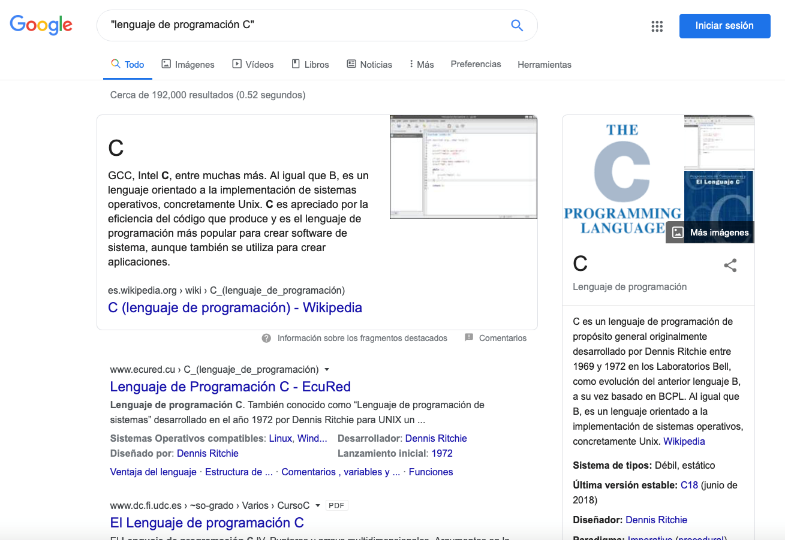 Google
"lenguaje de programación C"
Iniciar sesión
Todo
Imágenes
Vídeos
Libros
Noticias
Más
Preferencias
Herramientas
Cerca de 192,000 resultados (0.52 segundos)
C
GCC, Intel C, entre muchas más. Al igual que B, es un
lenguaje orientado a la implementación de sistemas
operativos, concretamente Unix. C es apreciado por la
eficiencia del código que produce y es el lenguaje de
programación más popular para crear software de
sistema, aunque también se utiliza para crear
aplicaciones.
es.wikipedia.org › wiki › C_(lenguaje_de_programación)
C (lenguaje de programación) - Wikipedia
Información sobre los fragmentos destacados
Comentarios
www.ecured.cu › C_(lenguaje_de_programación)
Lenguaje de Programación C - EcuRed
Lenguaje de programación C. También conocido como “Lenguaje de programación de
sistemas” desarrollado en el año 1972 por Dennis Ritchie para UNIX un ...
Sistemas Operativos compatibles: Linux, Wind... Desarrollador: Dennis Ritchie
Diseñado por: Dennis Ritchie Lanzamiento inicial: 1972
Ventaja del lenguaje · Estructura de ... · Comentarios , variables y ... · Funciones
www.dc.fi.udc.es › ~so-grado › Varios › CursoC PDF
El Lenguaje de programación C
THE
C
PROGRAMMING
LANGUAGE
El Lenguaje C
Más imágenes
C
Lenguaje de programación
C es un lenguaje de programación de
propósito general originalmente
desarrollado por Dennis Ritchie entre
1969 y 1972 en los Laboratorios Bell,
como evolución del anterior lenguaje B,
a su vez basado en BCPL. Al igual que
B, es un lenguaje orientado a la
implementación de sistemas operativos,
concretamente Unix. Wikipedia
Sistema de tipos: Débil, estático
Última versión estable: C18 (junio de
2018)
Diseñador: Dennis Ritchie
Paradigma: Imperativo (procedural)